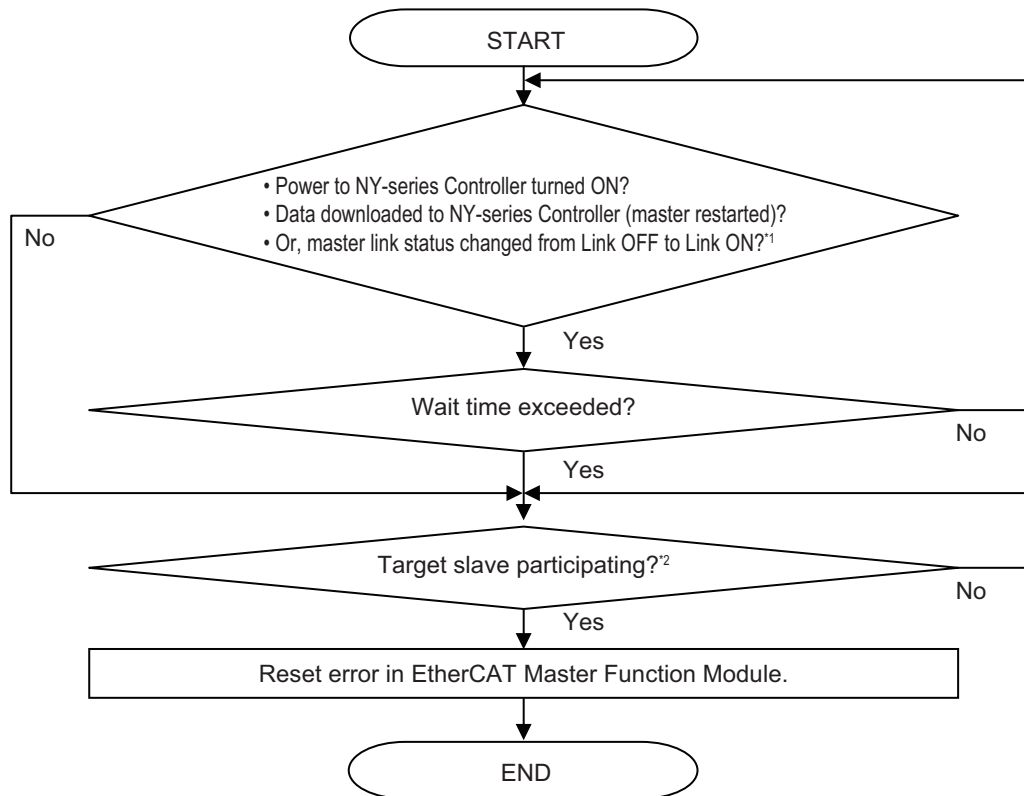 START
• Power to NY-series Controller turned ON?
• Data downloaded to NY-series Controller (master restarted)?
• Or, master link status changed from Link OFF to Link ON?*1
No
Yes
Wait time exceeded?
No
Yes
Target slave participating?*2
No
Yes
Reset error in EtherCAT Master Function Module.
END